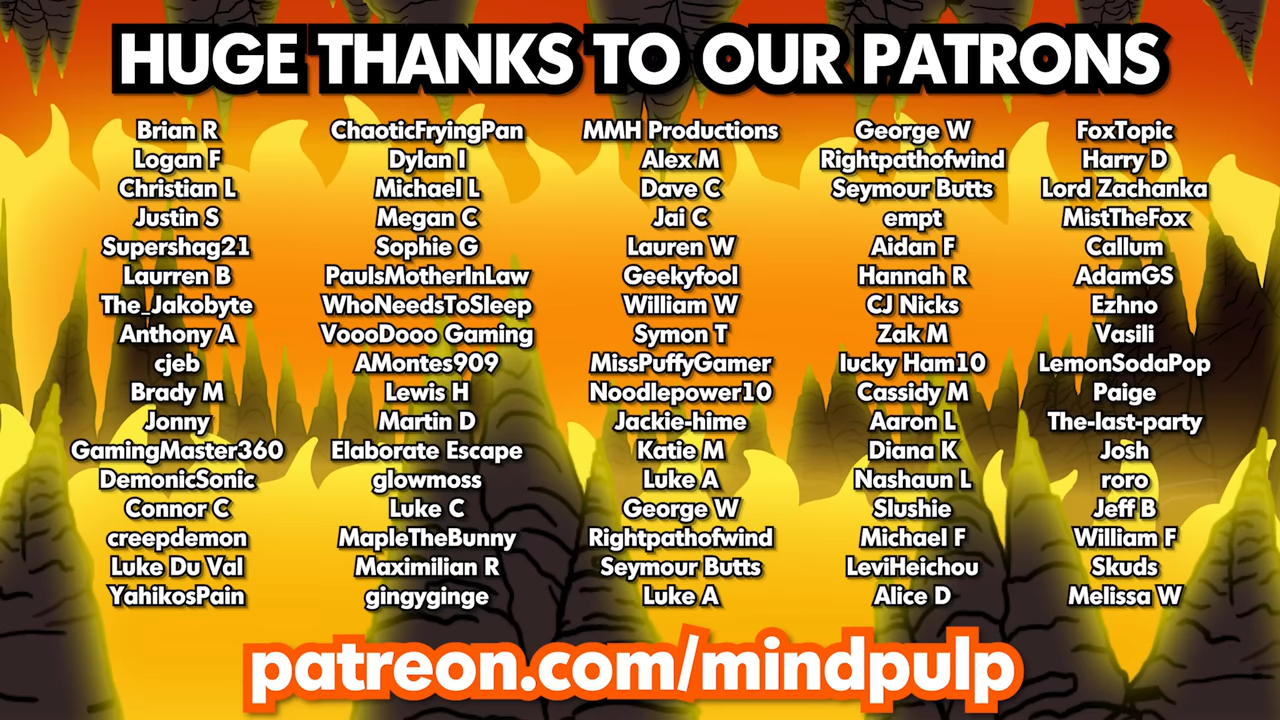 HUGE THANKS TO OUR PATRONS
Brian R
Logan F
Christian L
Justin S
Supershag21
Laurren B
The_Jakobyte
Anthony A
cjeb
Brady M
Jonny
GamingMaster360
DemonicSonic
Connor C
creepdemon
Luke Du Val
YahikosPain
ChaoticFryingPan
Dylan I
Michael L
Megan C
Sophie G
PaulsMotherInLaw
WhoNeedsToSleep
VoooDooo Gaming
AMontes909
Lewis H
Martin D
Elaborate Escape
glowmoss
Luke C
MapleTheBunny
Maximilian R
gingyginge
MMH Productions
Alex M
Dave C
Jai C
Lauren W
Geekyfool
William W
Symon T
MissPuffyGamer
Noodlepower10
Jackie-hime
Katie M
Luke A
George W
Rightpathofwind
Seymour Butts
Luke A
George W
Rightpathofwind
Seymour Butts
empt
Aidan F
Hannah R
CJ Nicks
Zak M
lucky Ham10
Cassidy M
Aaron L
Diana K
Nashaun L
Slushie
Michael F
LeviHeichou
Alice D
FoxTopic
Harry D
Lord Zachanka
MistTheFox
Callum
AdamGS
Ezhno
Vasili
LemonSodaPop
Paige
The-last-party
Josh
roro
Jeff B
William F
Skuds
Melissa W
patreon.com/mindpulp